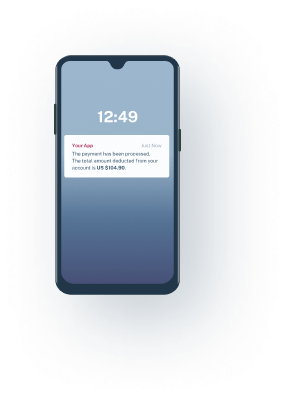 12:49
Your App Just Now
The payment has been processed.
The total amount deducted from your
account is US $104.90.